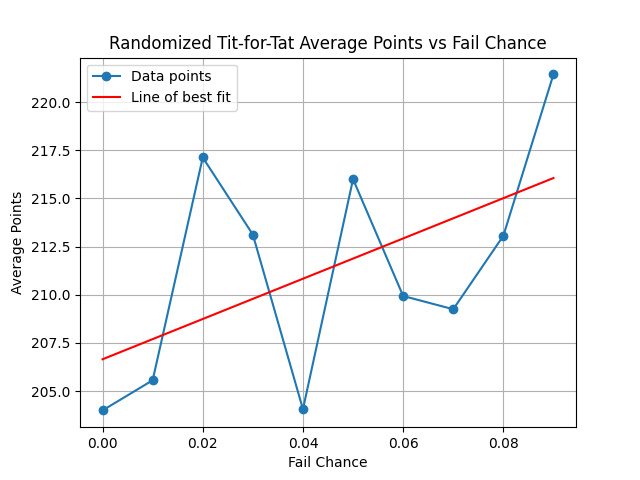 Randomized Tit-for-Tat Average Points vs Fail Chance
Data points
Line of best fit
220.0
217.5
215.0
212.5
210.0
207.5
205.0
Average Points
0.00 0.02 0.04 0.06 0.08
Fail Chance